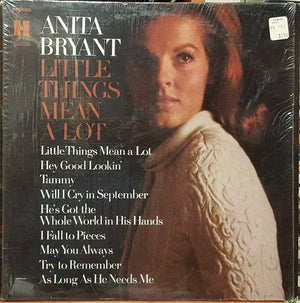 STEREO
H
ANITA
BRYANT
LITTLE
THINGS
MEAN
A LOT
Little Things Mean a Lot
Hey Good Lookin'
Tammy
Will I Cry in September
He's Got the
Whole World in His Hands
I Fall to Pieces
May You Always
Try to Remember
As Long As He Needs Me